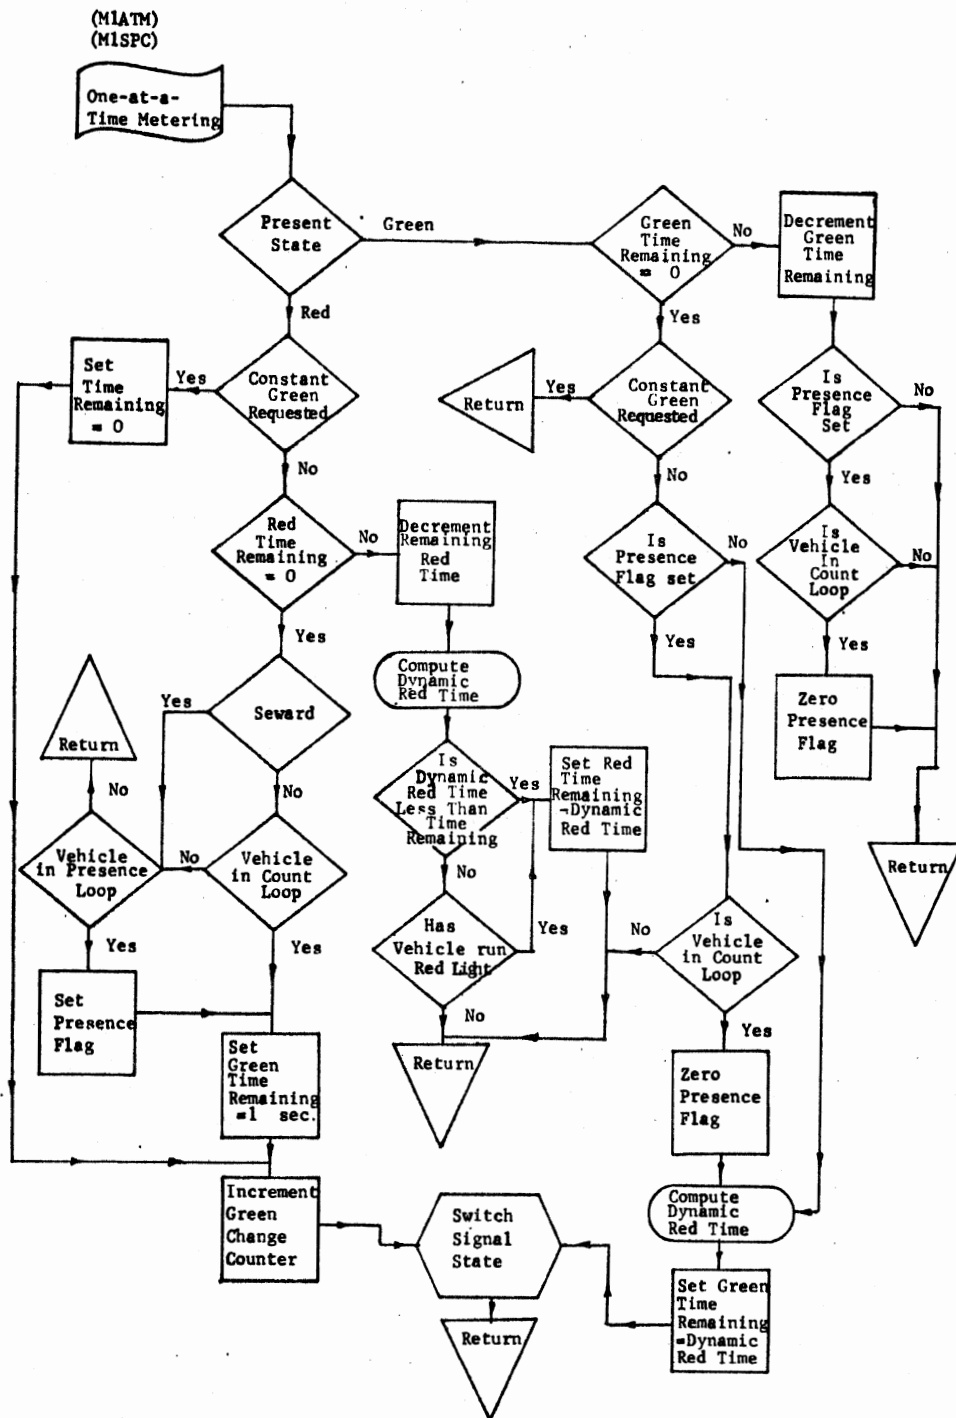 (M1ATM)
(M1SPC)
One-at-a-
Time Metering
Present
State
Green
Red
Green
Time
Remaining
= 0
No
Decrement
Green
Time
Remaining
Yes
Set
Time
Remaining
= 0
Yes
Constant
Green
Requested
No
Return
Yes
Constant
Green
Requested
No
Is
Presence
Flag
Set
No
Yes
Red
Time
Remaining
= 0
No
Decrement
Remaining
Red
Time
Yes
Is
Presence
Flag set
No
Yes
Is
Vehicle
In
Count
Loop
No
Yes
Compute
Dynamic
Red Time
Zero
Presence
Flag
Seward
Yes
No
Return
No
Is
Dynamic
Red Time
Less Than
Time
Remaining
Yes
No
Set Red
Time
Remaining
¬Dynamic
Red Time
Return
Vehicle
in Presence
Loop
No
Vehicle
in Count
Loop
Yes
Yes
Has
Vehicle run
Red Light
Yes
No
No
Is
Vehicle
in Count
Loop
Yes
Set
Presence
Flag
Set
Green
Time
Remaining
=1 sec.
Return
Zero
Presence
Flag
Increment
Green
Change
Counter
Switch
Signal
State
Compute
Dynamic
Red Time
Set Green
Time
Remaining
=Dynamic
Red Time
Return